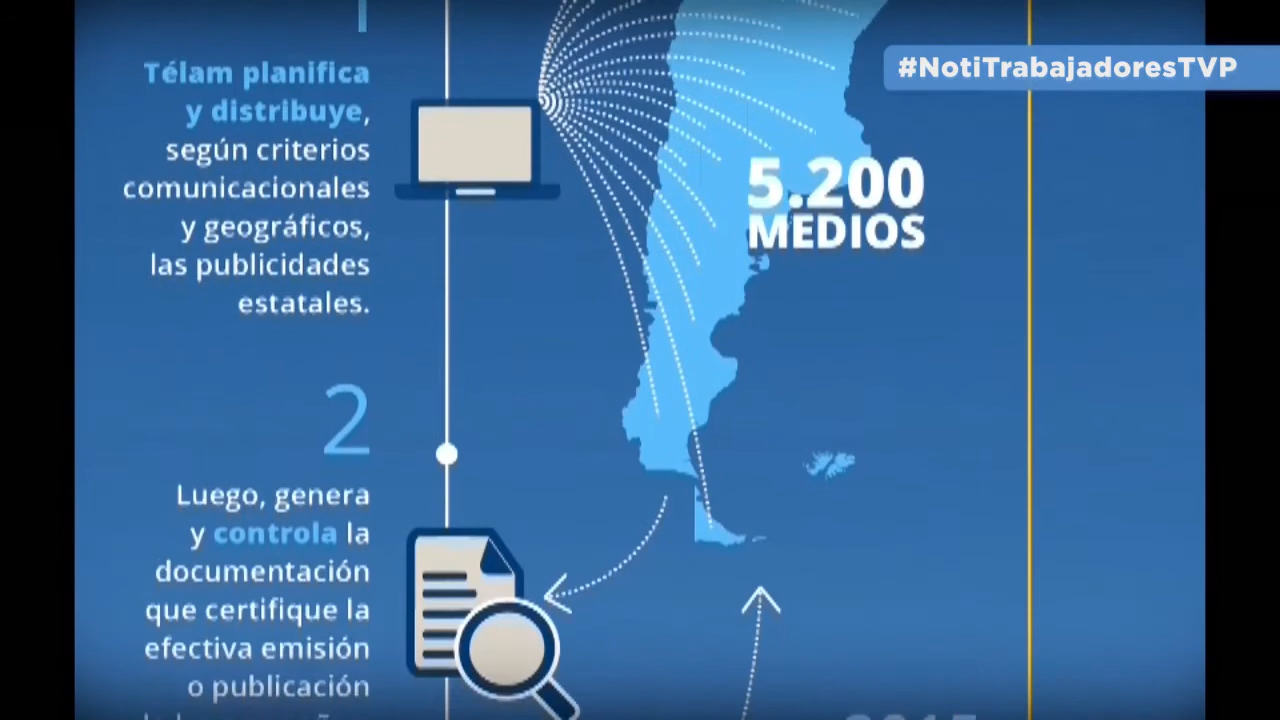 #NotiTrabajadoresTVP
1
Télam planifica
y distribuye,
según criterios
comunicacionales
y geográficos,
las publicidades
estatales.
5.200
MEDIOS
2
Luego, genera
y controla la
documentación
que certifique la
efectiva emisión
o publicación